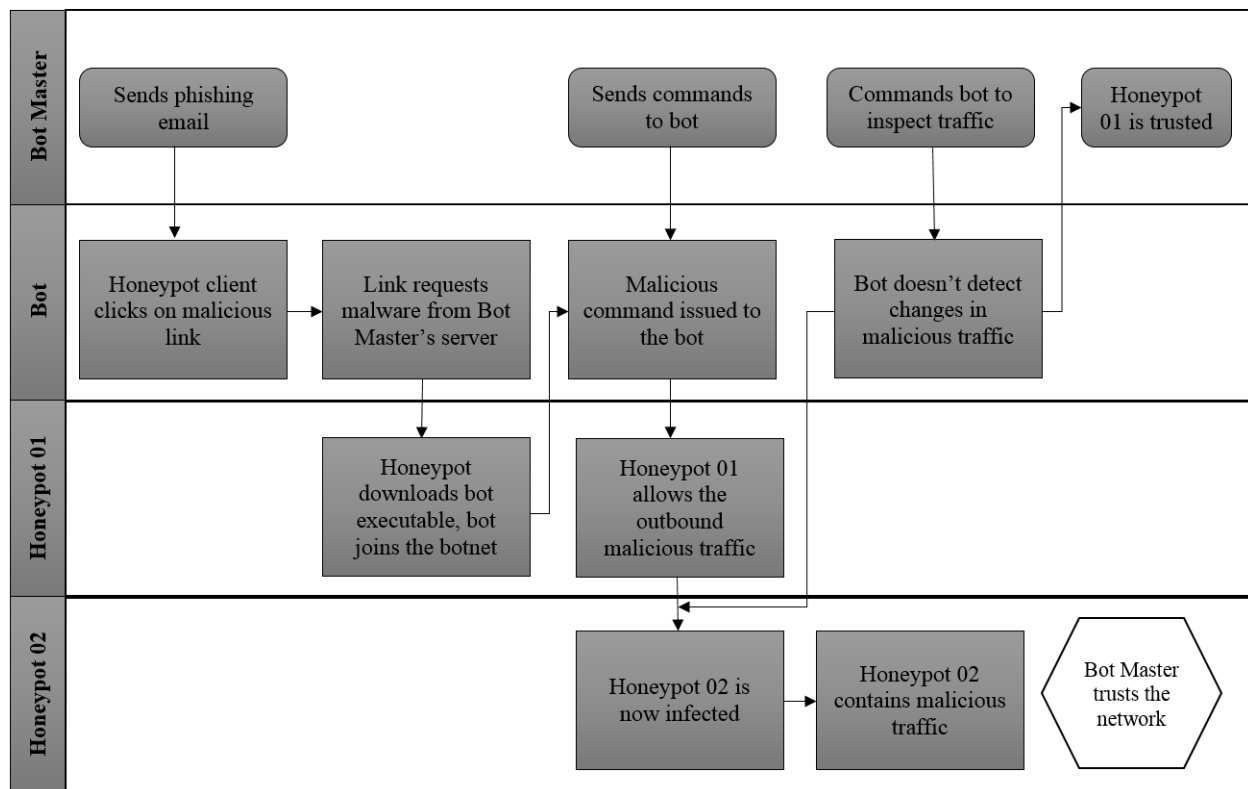 Bot Master
Sends phishing
email
Sends commands
to bot
Commands bot to
inspect traffic
Honeypot
01 is trusted
Bot
Honeypot client
clicks on malicious
link
Link requests
malware from Bot
Master’s server
Malicious
command issued to
the bot
Bot doesn’t detect
changes in
malicious traffic
Honeypot 01
Honeypot
downloads bot
executable, bot
joins the botnet
Honeypot 01
allows the
outbound
malicious traffic
Honeypot 02
Honeypot 02 is
now infected
Honeypot 02
contains malicious
traffic
Bot Master
trusts the
network